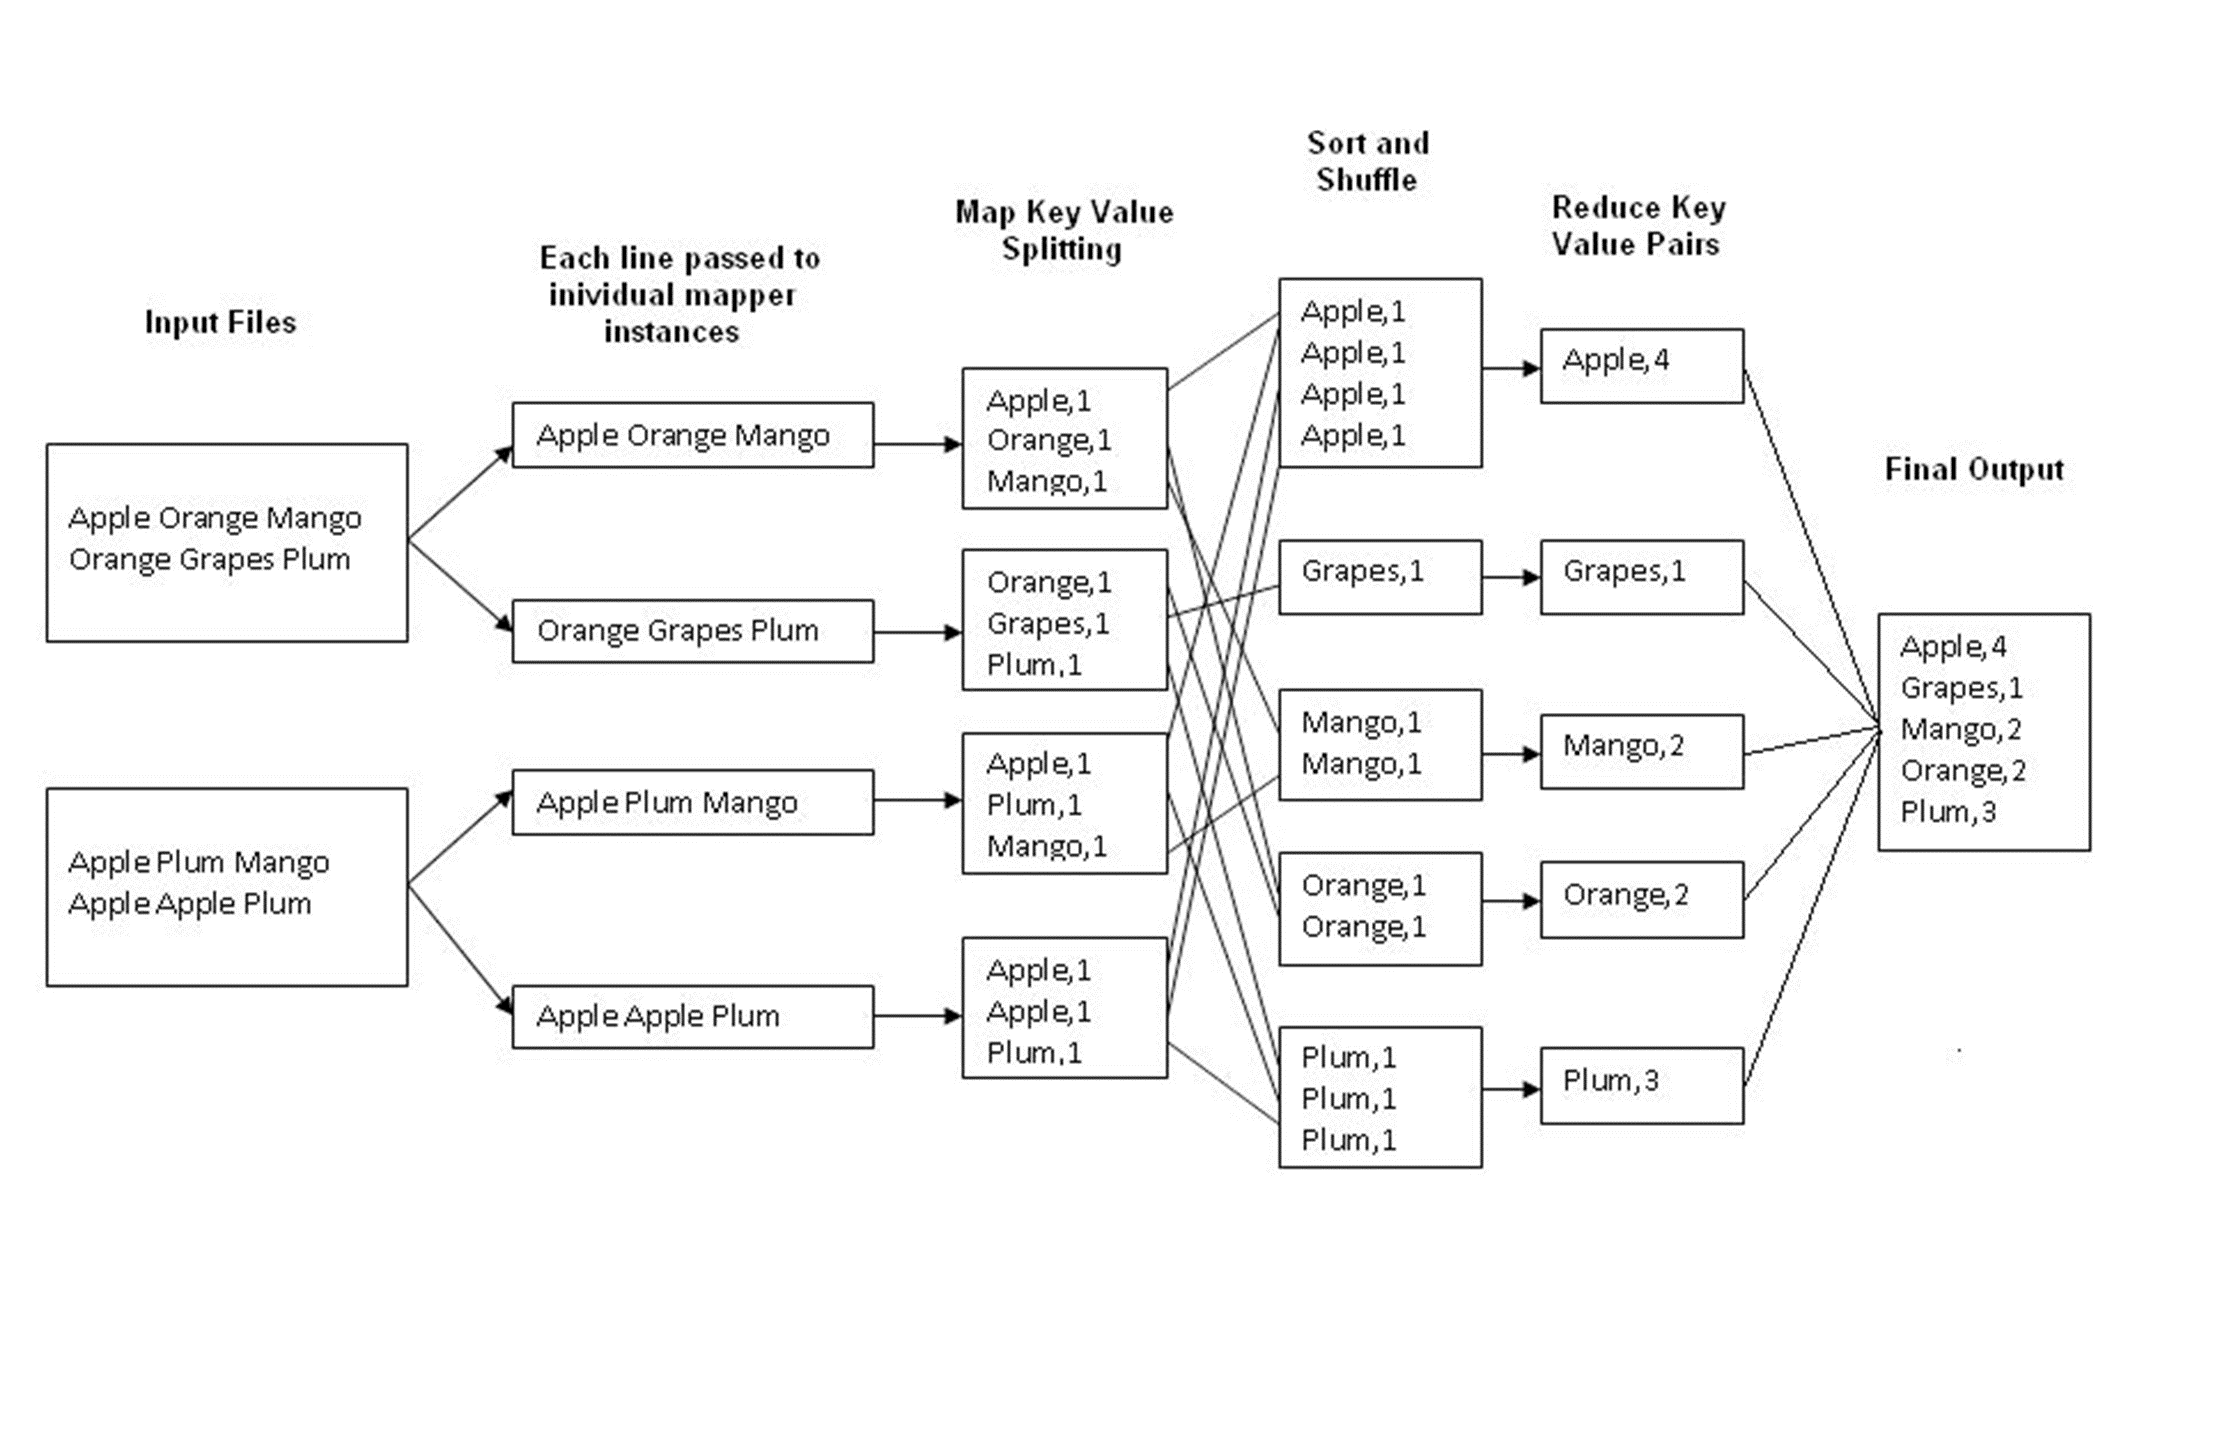 Input Files
Apple Orange Mango
Orange Grapes Plum
Apple Plum Mango
Apple Apple Plum
Each line passed to
inividual mapper
instances
Apple Orange Mango
Orange Grapes Plum
Apple Plum Mango
Apple Apple Plum
Map Key Value
Splitting
Apple,1
Orange,1
Mango,1
Orange,1
Grapes,1
Plum,1
Apple,1
Plum,1
Mango,1
Apple,1
Apple,1
Plum,1
Sort and
Shuffle
Apple,1
Apple,1
Apple,1
Apple,1
Grapes,1
Mango,1
Mango,1
Orange,1
Orange,1
Plum,1
Plum,1
Plum,1
Reduce Key
Value Pairs
Apple,4
Grapes,1
Mango,2
Orange,2
Plum,3
Final Output
Apple,4
Grapes,1
Mango,2
Orange,2
Plum,3